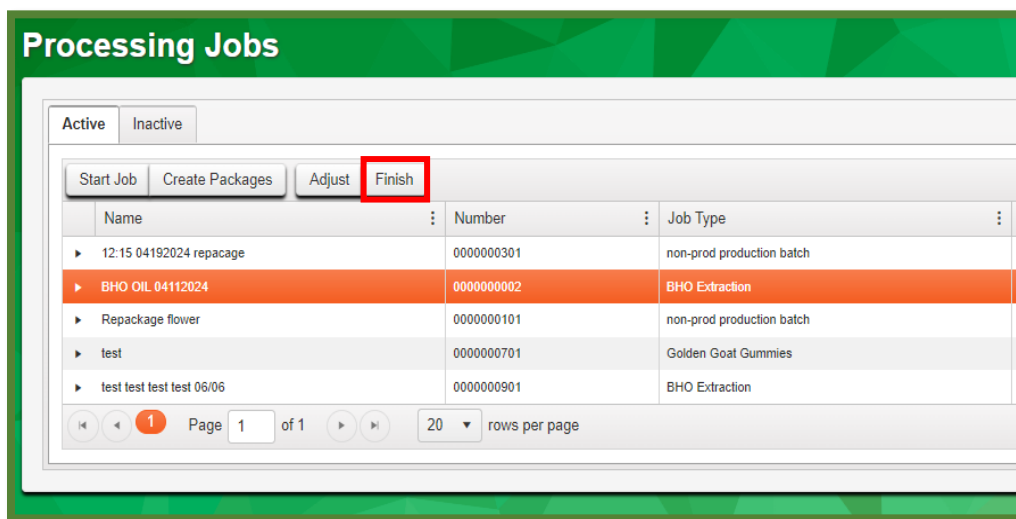 Processing Jobs
Active Inactive
Start Job Create Packages Adjust Finish
Name Number Job Type
12:15 04192024 repacage 0000000301 non-prod production batch
BHO OIL 04112024 0000000002 BHO Extraction
Repackage flower 0000000101 non-prod production batch
test 0000000701 Golden Goat Gummies
test test test test 06/06 0000000901 BHO Extraction
1 Page 1 of 1 20 rows per page